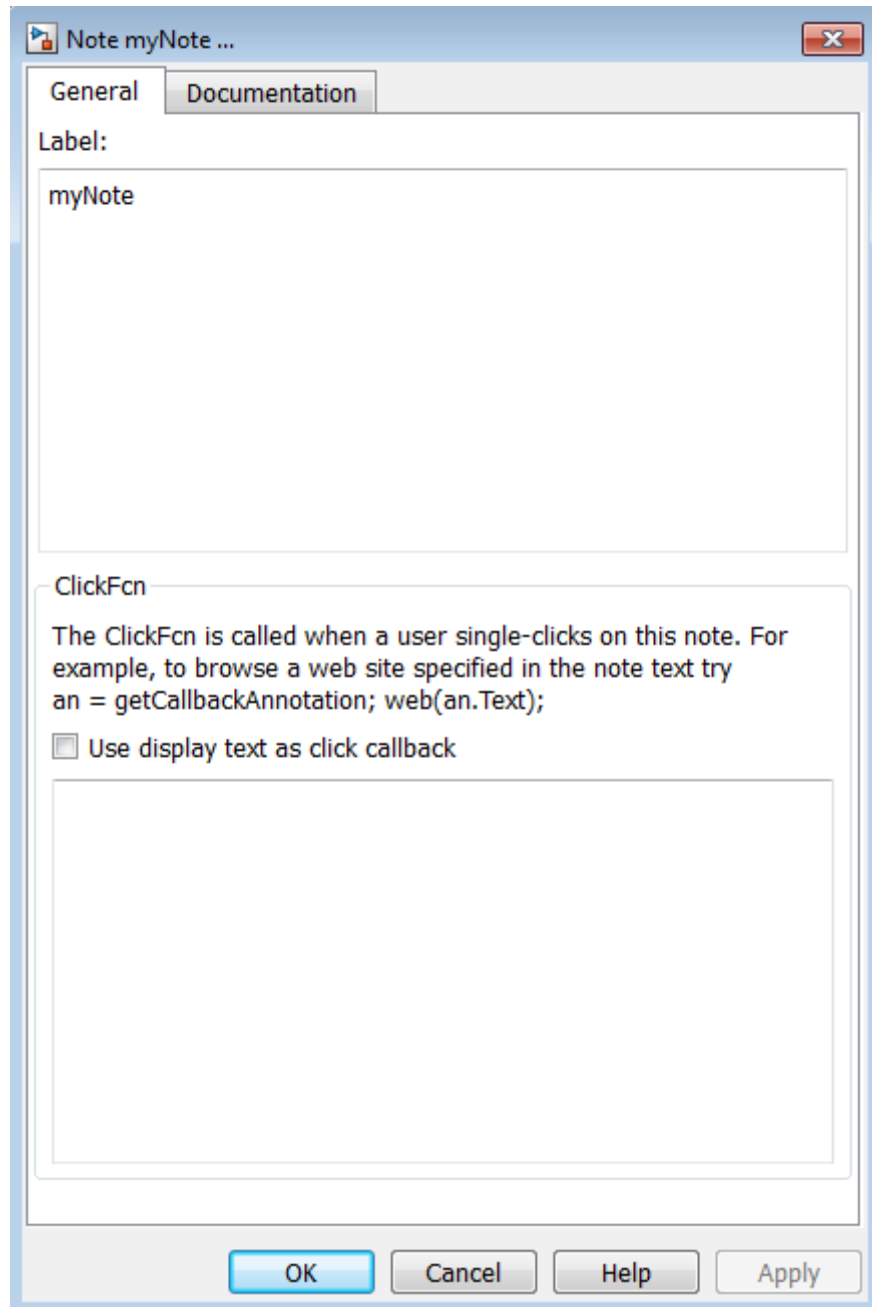 Note myNote ...
General Documentation
Label:
myNote
ClickFcn
The ClickFcn is called when a user single-clicks on this note. For
example, to browse a web site specified in the note text try
an = getCallbackAnnotation; web(an.Text);
Use display text as click callback
OK Cancel Help Apply